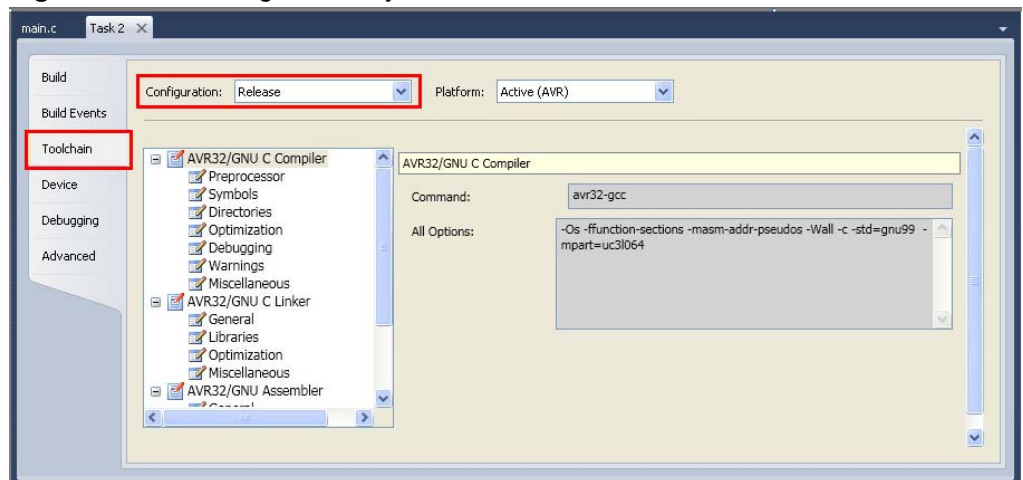 main.c Task 2
Build
Build Events
Toolchain
Device
Debugging
Advanced
Configuration: Release Platform: Active (AVR)
AVR32/GNU C Compiler
Preprocessor
Symbols
Directories
Optimization
Debugging
Warnings
Miscellaneous
AVR32/GNU C Linker
General
Libraries
Optimization
Miscellaneous
AVR32/GNU Assembler
AVR32/GNU C Compiler
Command: avr32-gcc
All Options: -Os -ffunction-sections -masm-addr-pseudos -Wall -c -std=gnu99 -
mpart=uc3l064